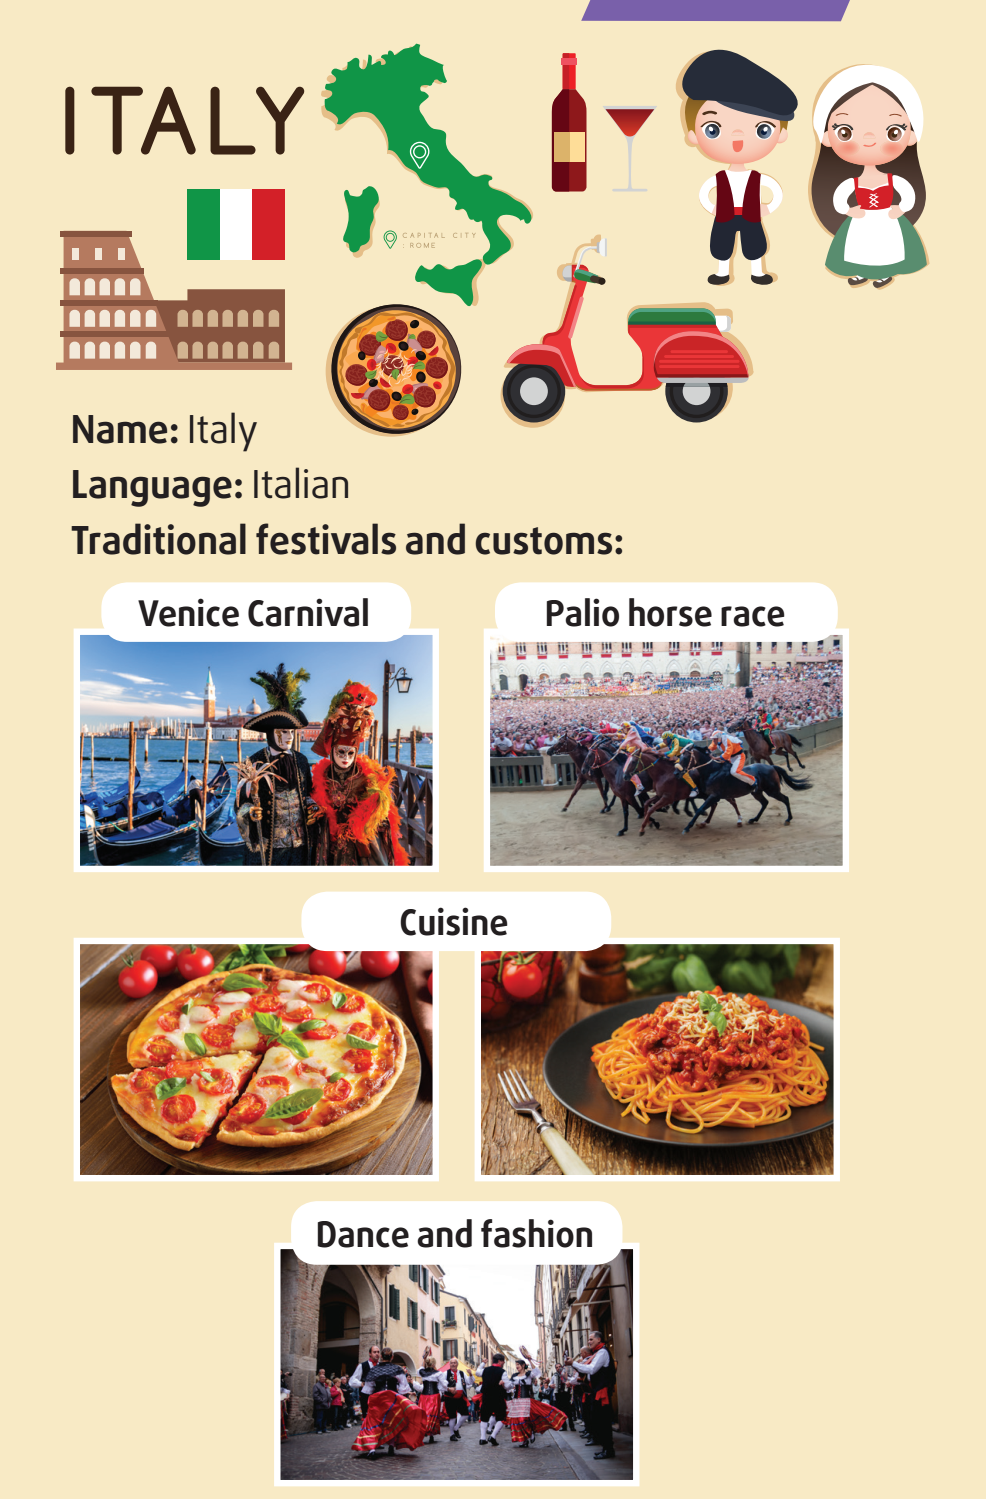 ITALY
CAPITAL CITY
: ROME
Name: Italy
Language: Italian
Traditional festivals and customs:
Venice Carnival
Palio horse race
Cuisine
Dance and fashion